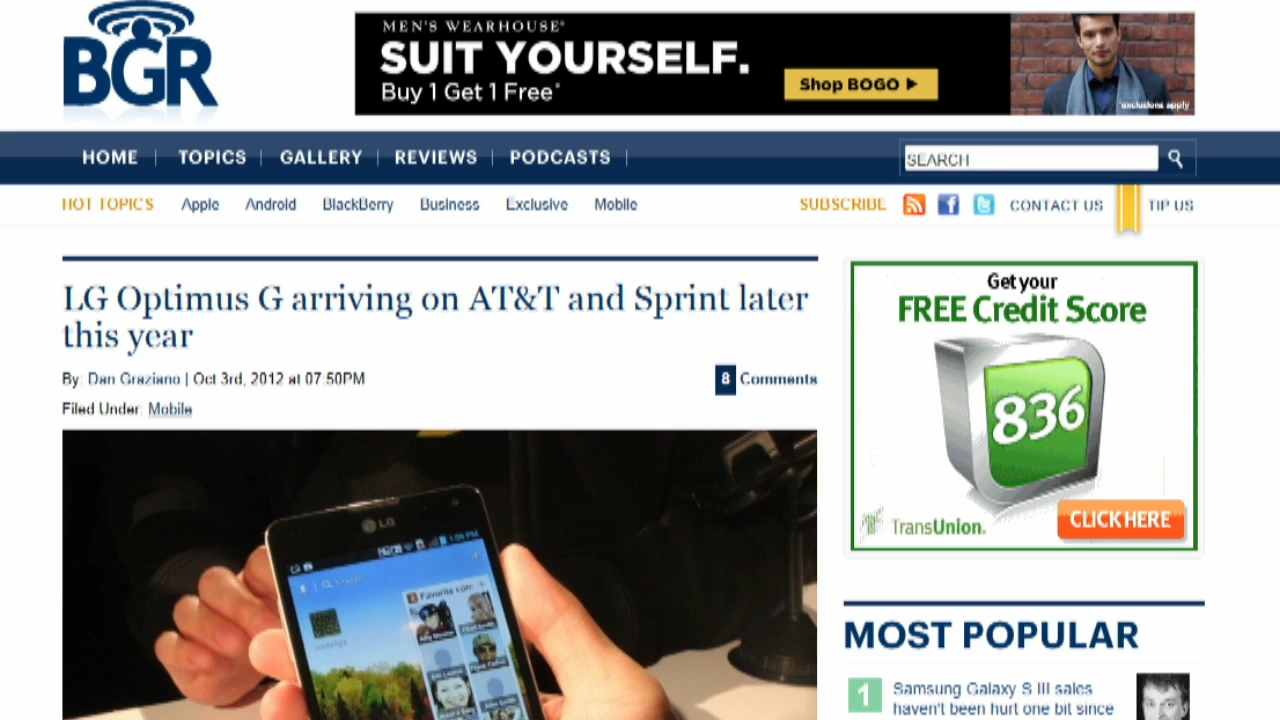 BGR
MEN'S WEARHOUSE®
SUIT YOURSELF.
Buy 1 Get 1 Free*
Shop BOGO
*exclusions apply
HOME TOPICS GALLERY REVIEWS PODCASTS
SEARCH
HOT TOPICS Apple Android BlackBerry Business Exclusive Mobile
SUBSCRIBE CONTACT US TIP US
LG Optimus G arriving on AT&T and Sprint later
this year
By: Dan Graziano | Oct 3rd, 2012 at 07:50PM
8 Comments
Filed Under: Mobile
LG
Google
Favorite con
Get your
FREE Credit Score
836
TransUnion.
CLICK HERE
MOST POPULAR
1 Samsung Galaxy S III sales
haven't been hurt one bit since